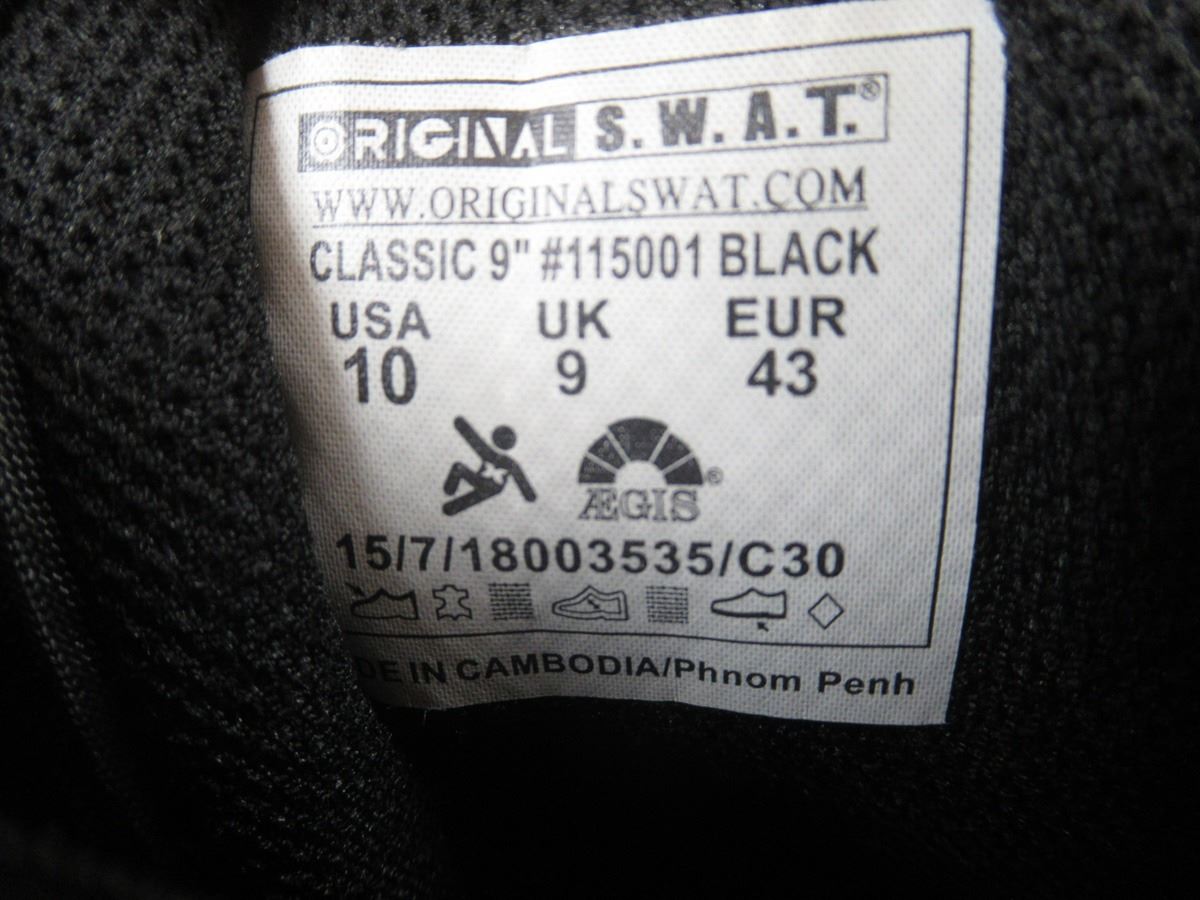 ORIGINAL S.W.A.T.®
WWW.ORIGINALSWAT.COM
CLASSIC 9" #115001 BLACK
USA UK EUR
10 9 43
ÆGIS®
15/7/18003535/C30
DE IN CAMBODIA/Phnom Penh